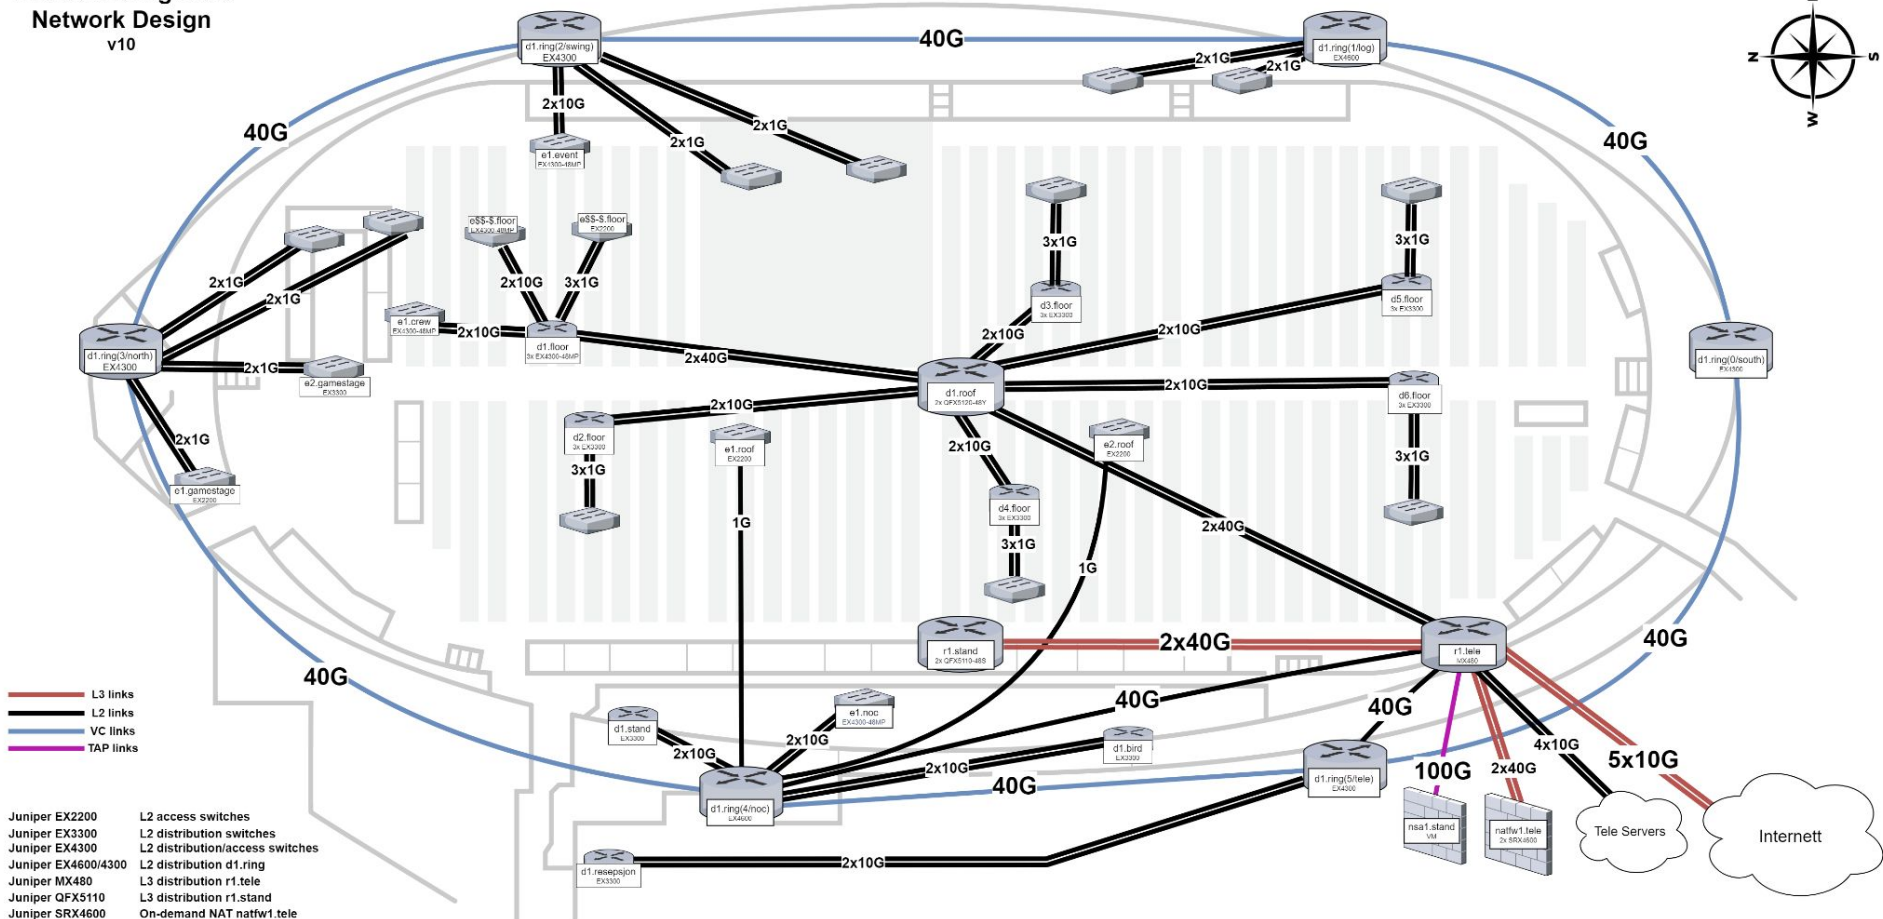 Network Design
v10
N
S
W
40G
d1.ring(2/swing)
EX4300
d1.ring(1/log)
EX4600
2x1G
2x1G
2x10G
2x1G
2x1G
40G
40G
e1.event
EX4300-48MP
e$$-$.floor
EX4300-48MP
e$$-$.floor
EX2200
3x1G
3x1G
2x1G
2x1G
2x10G
3x1G
d3.floor
3x EX3300
d5.floor
3x EX3300
e1.crew
EX4300-48MP
2x10G
d1.floor
3x EX4300-48MP
2x10G
2x10G
2x40G
d1.ring(3/north)
EX4300
2x1G
e2.gamestage
EX3300
d1.ring(0/south)
EX4300
d1.roof
2x QFX5120-48Y
2x10G
d6.floor
3x EX3300
2x10G
d2.floor
3x EX3300
e1.roof
EX2200
2x10G
e2.roof
EX2200
2x1G
3x1G
3x1G
e1.gamestage
EX2200
d4.floor
3x EX3300
1G
2x40G
3x1G
1G
r1.stand
2x QFX5110-48S
2x40G
r1.tele
MX480
40G
40G
L3 links
L2 links
VC links
TAP links
40G
40G
d1.stand
EX3300
e1.noc
EX4300-48MP
2x10G
2x10G
d1.bird
EX3300
2x10G
40G
d1.ring(4/noc)
EX4600
d1.ring(5/tele)
EX4300
100G
2x40G
4x10G
5x10G
nsa1.stand
VM
natfw1.tele
2x SRX4600
Tele Servers
Internett
d1.resepsjon
EX3300
2x10G
Juniper EX2200 L2 access switches
Juniper EX3300 L2 distribution switches
Juniper EX4300 L2 distribution/access switches
Juniper EX4600/4300 L2 distribution d1.ring
Juniper MX480 L3 distribution r1.tele
Juniper QFX5110 L3 distribution r1.stand
Juniper SRX4600 On-demand NAT natfw1.tele